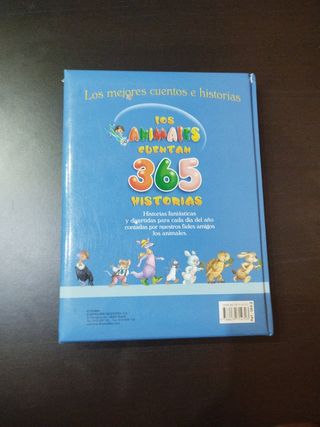 Los mejores cuentos e historias
LOS
ANIMALES
CUENTAN
365
HISTORIAS
Historias fantásticas
y divertidas para cada día del año
contadas por nuestros fieles amigos
los animales.